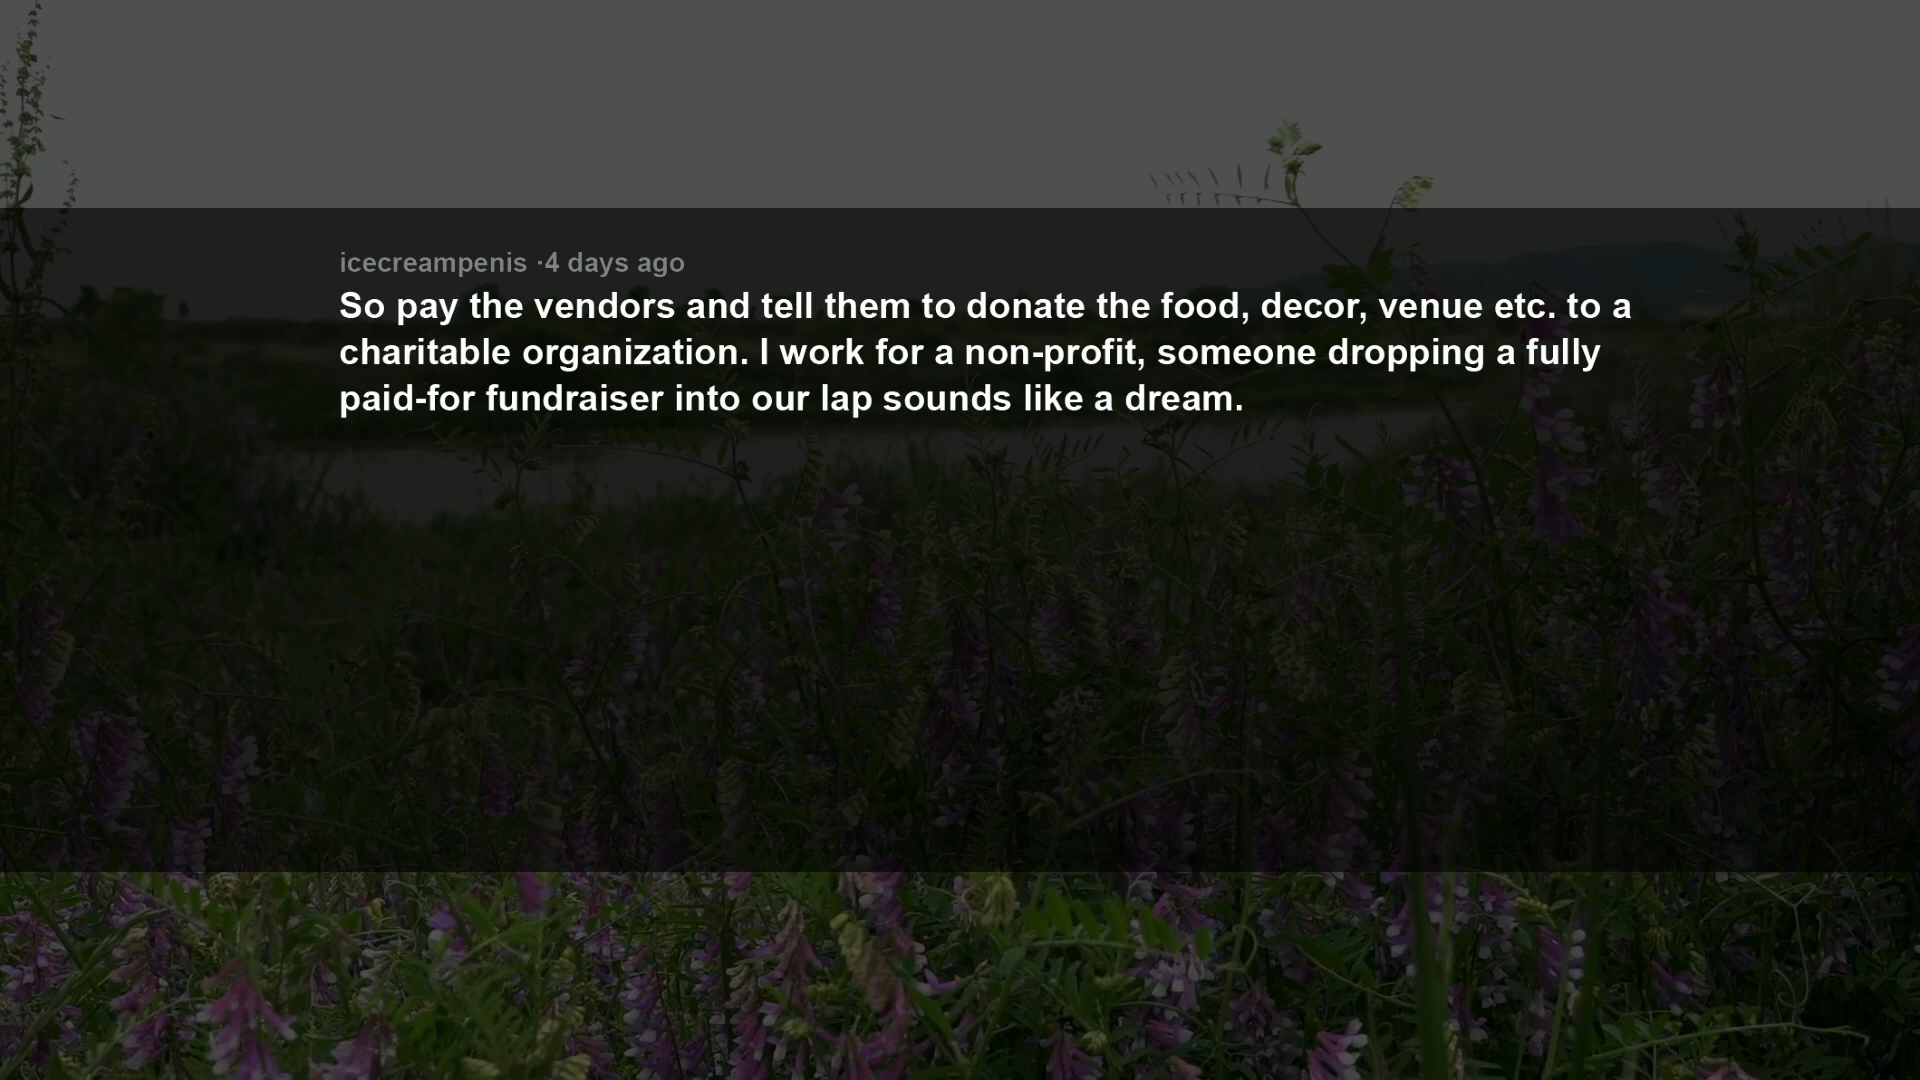 icecreampenis ·4 days ago
So pay the vendors and tell them to donate the food, decor, venue etc. to a
charitable organization. I work for a non-profit, someone dropping a fully
paid-for fundraiser into our lap sounds like a dream.